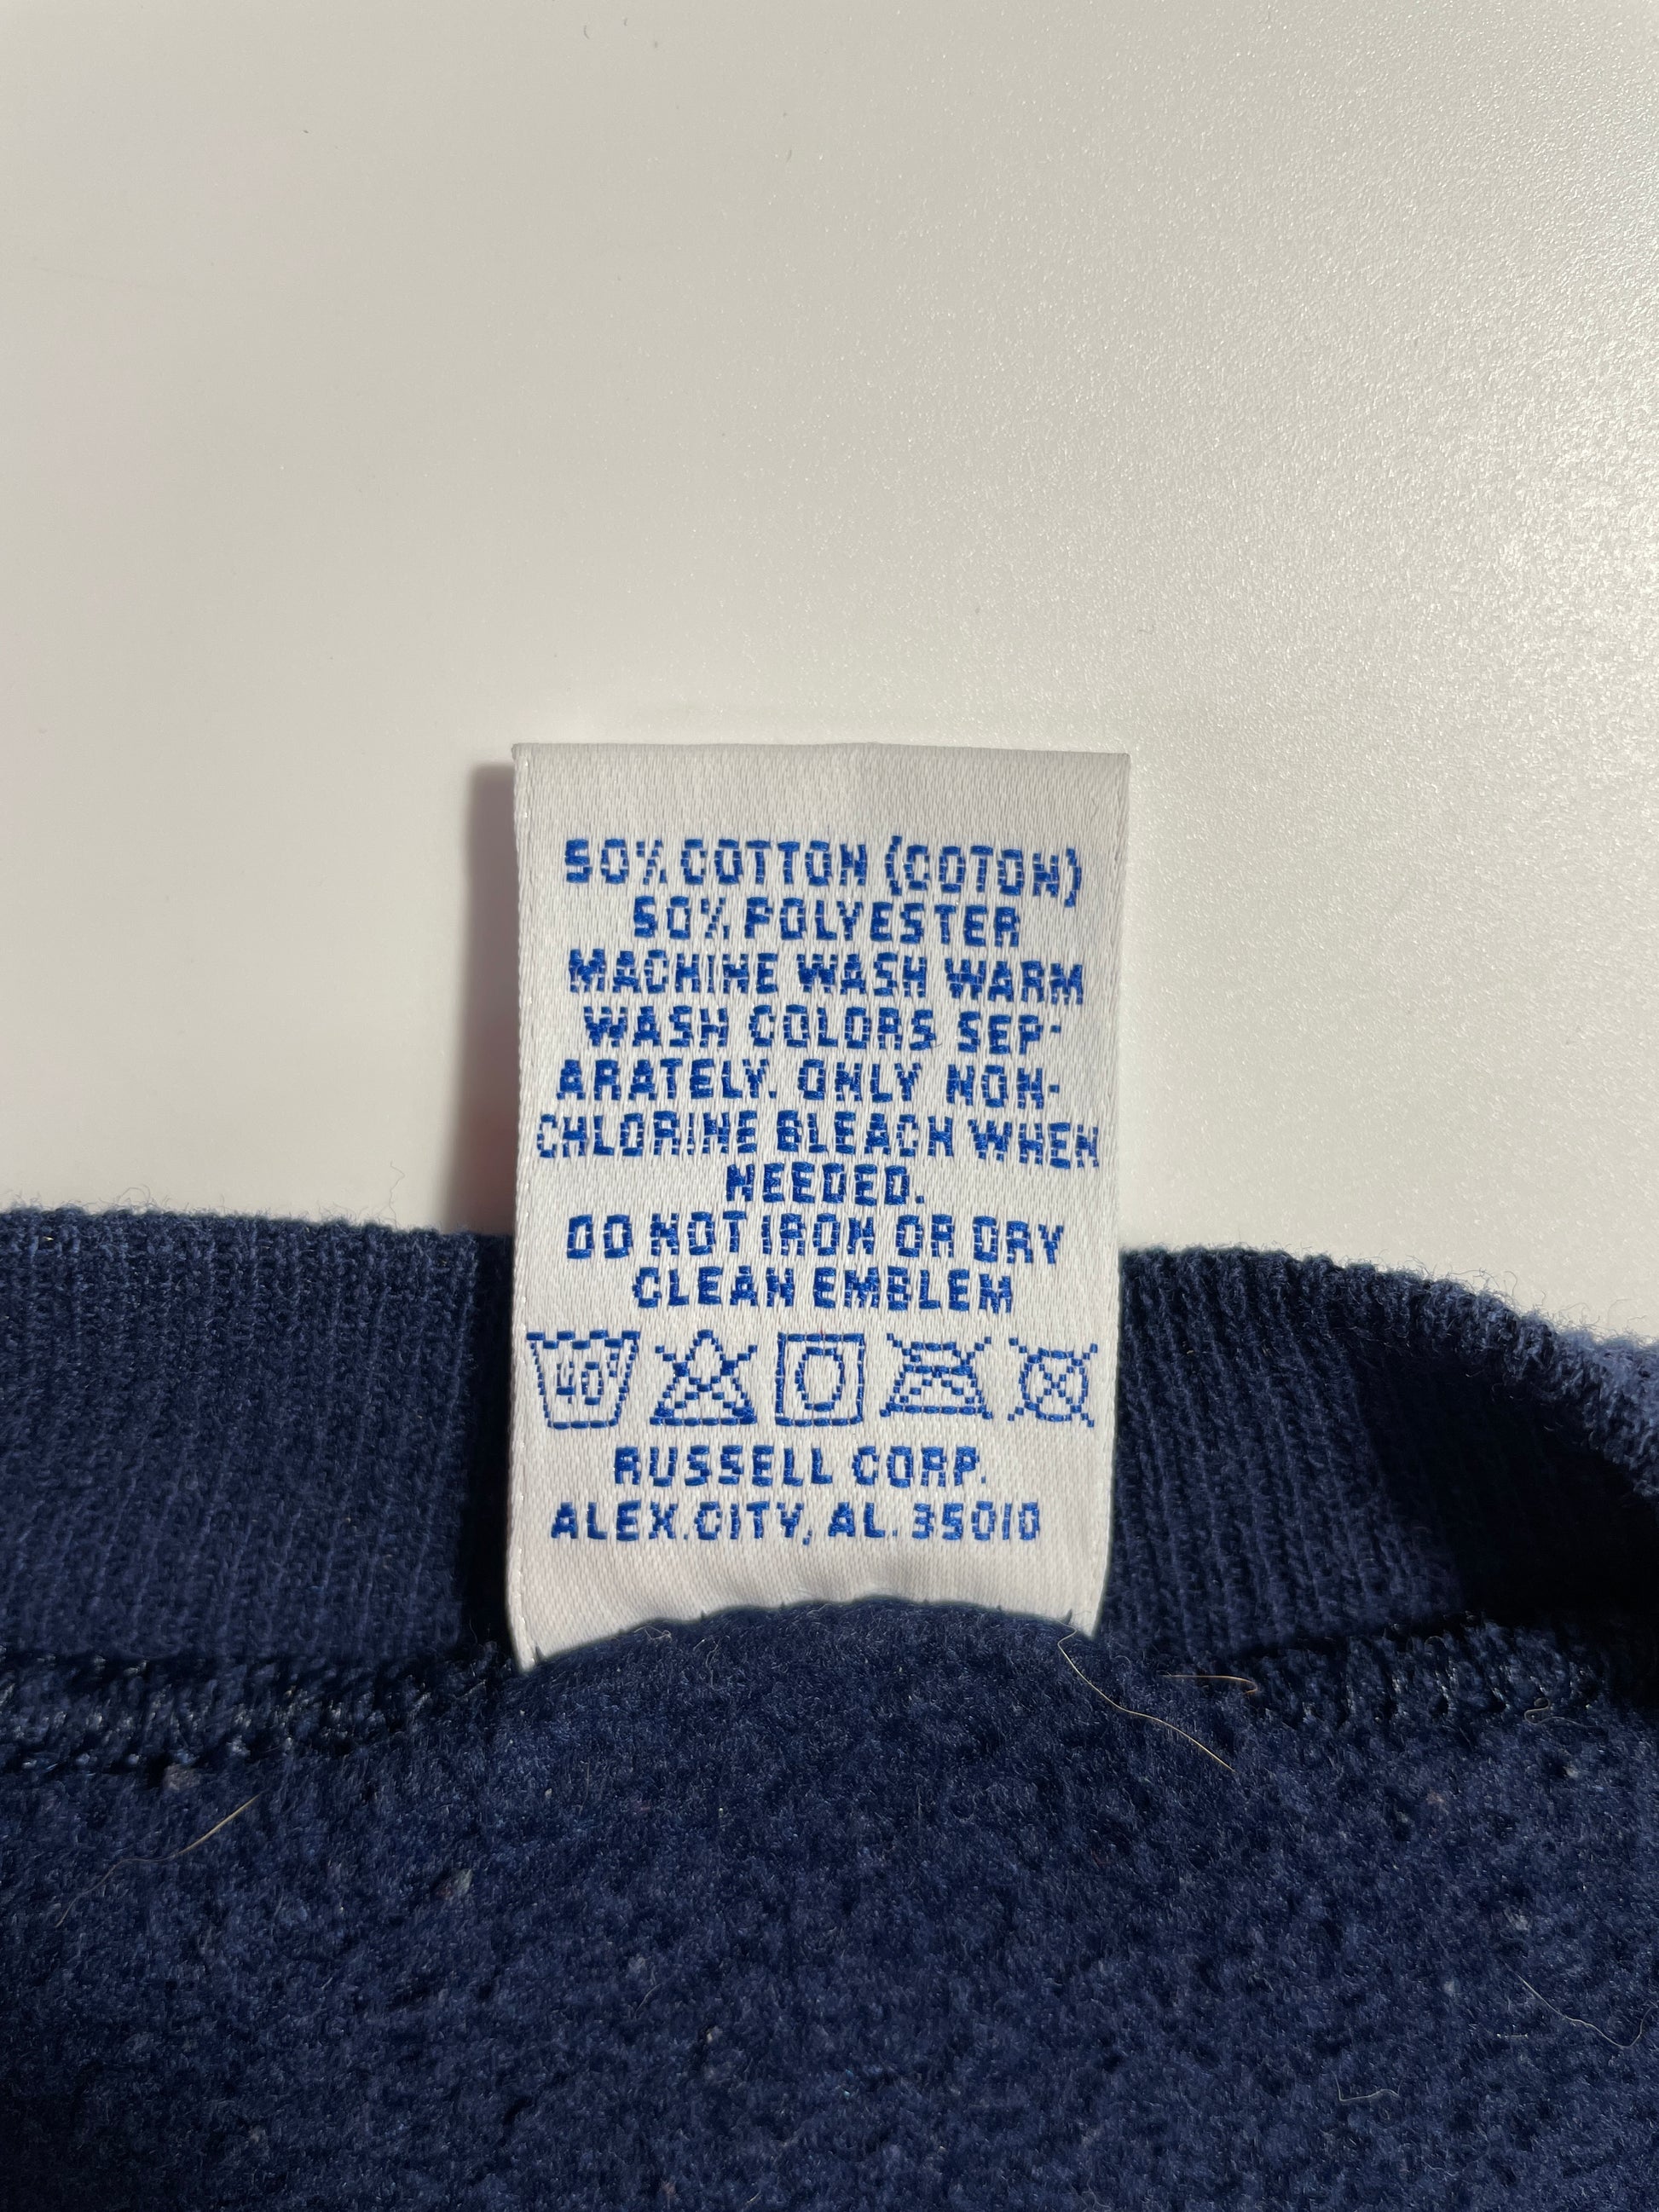 50% COTTON (COTON)
50% POLYESTER
MACHINE WASH WARM
WASH COLORS SEP-
ARATELY. ONLY NON-
CHLORINE BLEACH WHEN
NEEDED.
DO NOT IRON OR DRY
CLEAN EMBLEM
40°
RUSSELL CORP.
ALEX.CITY, AL. 35010